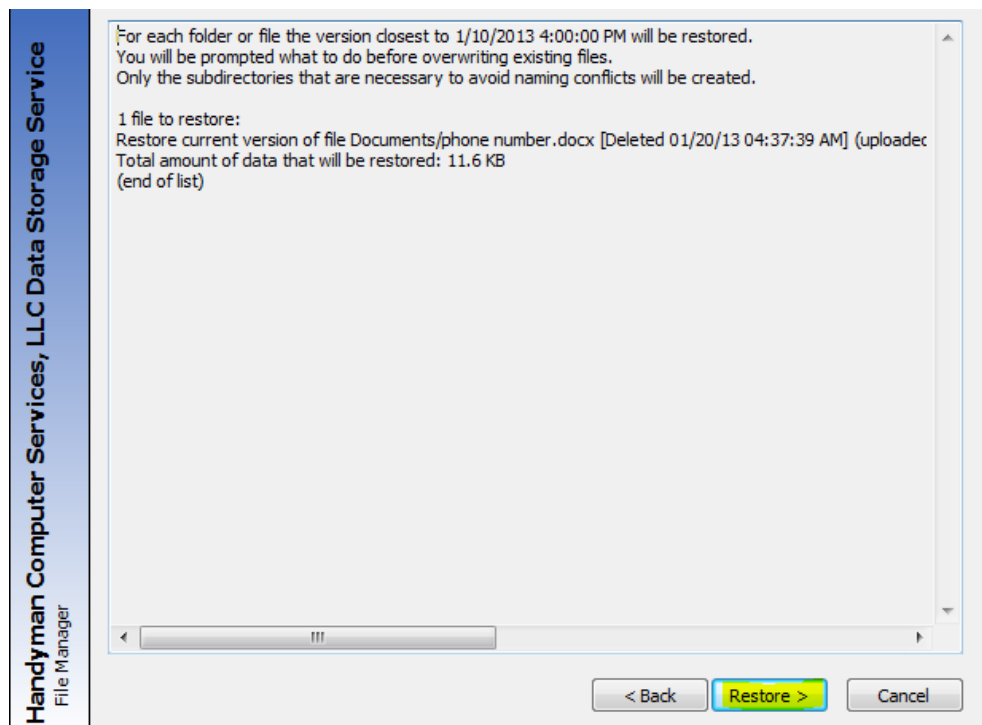 Handyman Computer Services, LLC Data Storage Service
File Manager
For each folder or file the version closest to 1/10/2013 4:00:00 PM will be restored.
You will be prompted what to do before overwriting existing files.
Only the subdirectories that are necessary to avoid naming conflicts will be created.
1 file to restore:
Restore current version of file Documents/phone number.docx [Deleted 01/20/13 04:37:39 AM] (uploaded
Total amount of data that will be restored: 11.6 KB
(end of list)
< Back
Restore >
Cancel